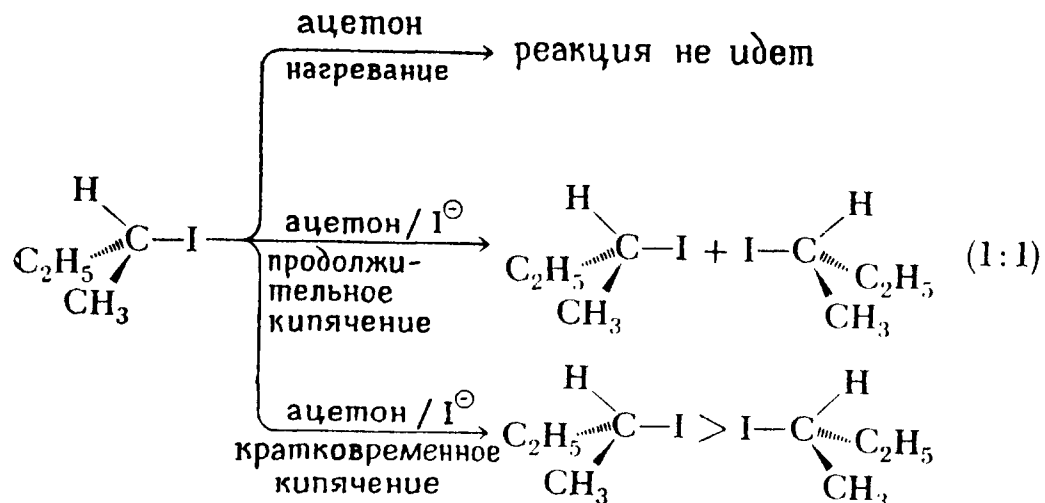 ацетон
нагревание
реакция не идет
H
C—I
C₂H₅
CH₃
ацетон / I⊖
продолжи-
тельное
кипячение
H
C—I + I—C
H
(1:1)
C₂H₅
CH₃
C₂H₅
CH₃
ацетон / I⊖
кратковременное
кипячение
H
C—I > I—C
H
C₂H₅
CH₃
C₂H₅
CH₃